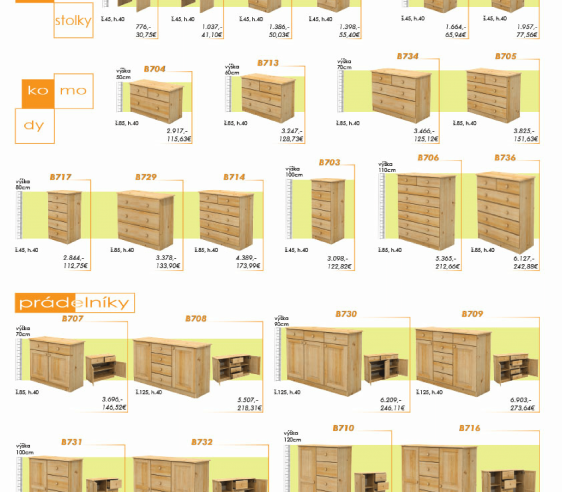 stolky
š.45, h.40
776,-
30,75€
š.45, h.40
1.037,-
41,10€
š.45, h.40
1.386,-
50,03€
š.45, h.40
1.398,-
55,40€
š.45, h.40
1.664,-
65,94€
š.45, h.40
1.957,-
77,56€
ko mo
dy
výška
50cm
B704
š.85, h.40
2.917,-
115,63€
výška
60cm
B713
š.85, h.40
3.247,-
128,73€
výška
70cm
B734
š.85, h.40
3.466,-
125,12€
B705
š.85, h.40
3.825,-
151,63€
výška
80cm
B717
š.45, h.40
2.844,-
112,75€
B729
š.85, h.40
3.378,-
133,90€
B714
š.85, h.40
4.389,-
173,99€
výška
100cm
B703
š.45, h.40
3.098,-
122,82€
výška
110cm
B706
š.85, h.40
5.365,-
212,66€
B736
š.85, h.40
6.127,-
242,88€
prádelníky
výška
70cm
B707
š.85, h.40
3.696,-
146,52€
B708
š.125, h.40
5.507,-
218,31€
výška
90cm
B730
š.125, h.40
6.209,-
246,11€
B709
š.125, h.40
6.903,-
273,64€
výška
100cm
B731
B732
výška
120cm
B710
B716